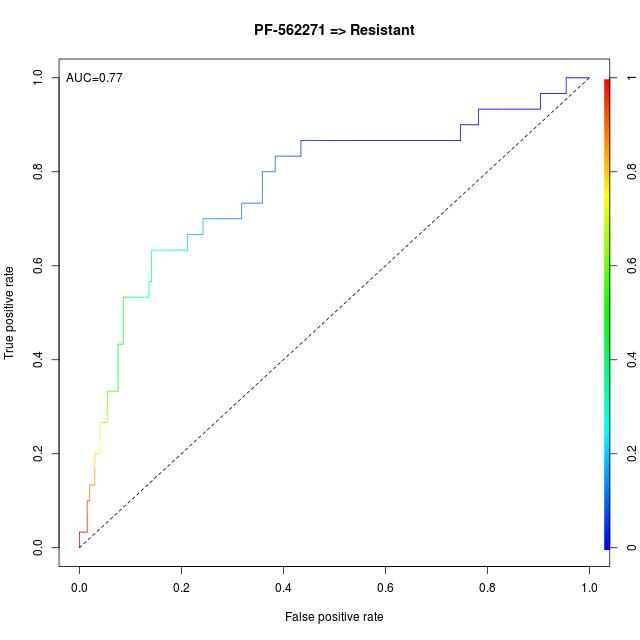 PF-562271 => Resistant
AUC=0.77
1.0
0.8
0.6
0.4
0.2
0.0
True positive rate
0.0 0.2 0.4 0.6 0.8 1.0
False positive rate
1
0.8
0.6
0.4
0.2
0